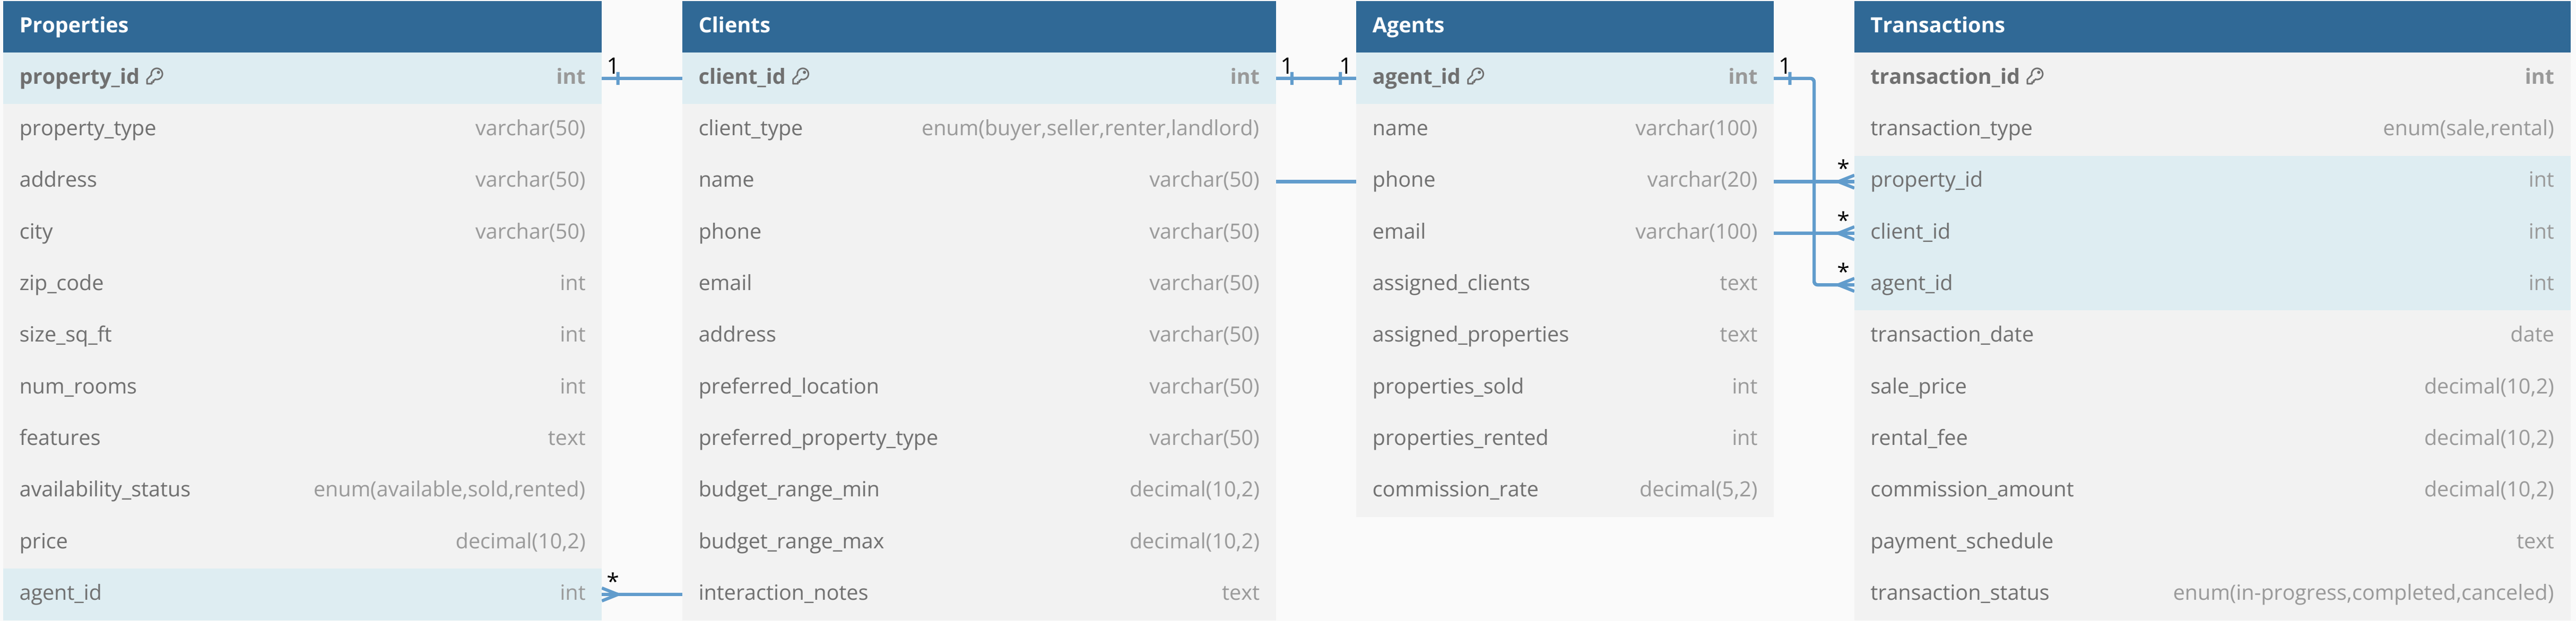 Properties
property_id int
property_type varchar(50)
address varchar(50)
city varchar(50)
zip_code int
size_sq_ft int
num_rooms int
features text
availability_status enum(available,sold,rented)
price decimal(10,2)
agent_id int
1
*
Clients
client_id int
client_type enum(buyer,seller,renter,landlord)
name varchar(50)
phone varchar(50)
email varchar(50)
address varchar(50)
preferred_location varchar(50)
preferred_property_type varchar(50)
budget_range_min decimal(10,2)
budget_range_max decimal(10,2)
interaction_notes text
1 1
Agents
agent_id int
name varchar(100)
phone varchar(20)
email varchar(100)
assigned_clients text
assigned_properties text
properties_sold int
properties_rented int
commission_rate decimal(5,2)
1
*
*
*
Transactions
transaction_id int
transaction_type enum(sale,rental)
property_id int
client_id int
agent_id int
transaction_date date
sale_price decimal(10,2)
rental_fee decimal(10,2)
commission_amount decimal(10,2)
payment_schedule text
transaction_status enum(in-progress,completed,canceled)